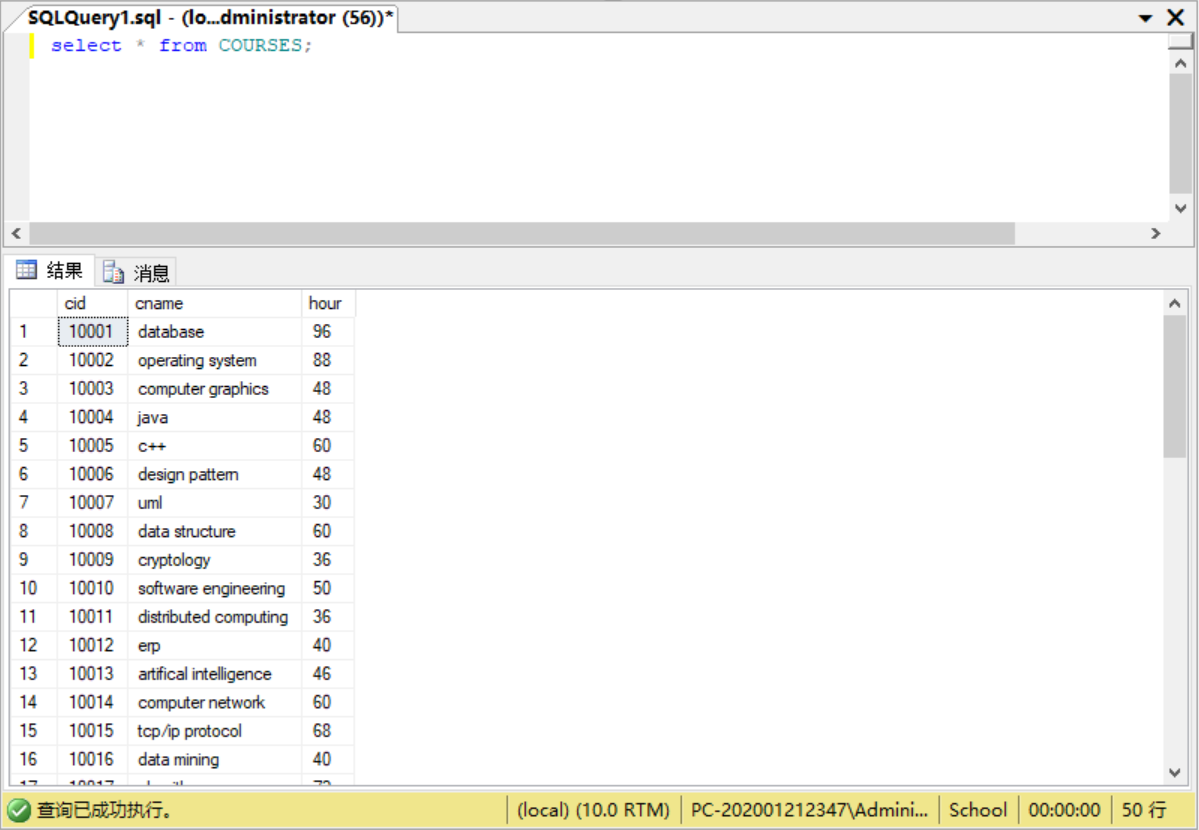 SQLQuery1.sql - (lo...dministrator (56))*
select * from COURSES;
结果 消息
cid cname hour
1 10001 database 96
2 10002 operating system 88
3 10003 computer graphics 48
4 10004 java 48
5 10005 c++ 60
6 10006 design pattern 48
7 10007 uml 30
8 10008 data structure 60
9 10009 cryptology 36
10 10010 software engineering 50
11 10011 distributed computing 36
12 10012 erp 40
13 10013 artifical intelligence 46
14 10014 computer network 60
15 10015 tcp/ip protocol 68
16 10016 data mining 40
查询已成功执行。 (local) (10.0 RTM) PC-202001212347\Admini... School 00:00:00 50 行